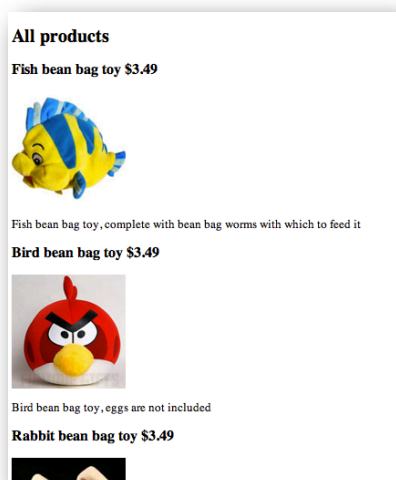 All products
Fish bean bag toy $3.49
Fish bean bag toy, complete with bean bag worms with which to feed it
Bird bean bag toy $3.49
Bird bean bag toy, eggs are not included
Rabbit bean bag toy $3.49